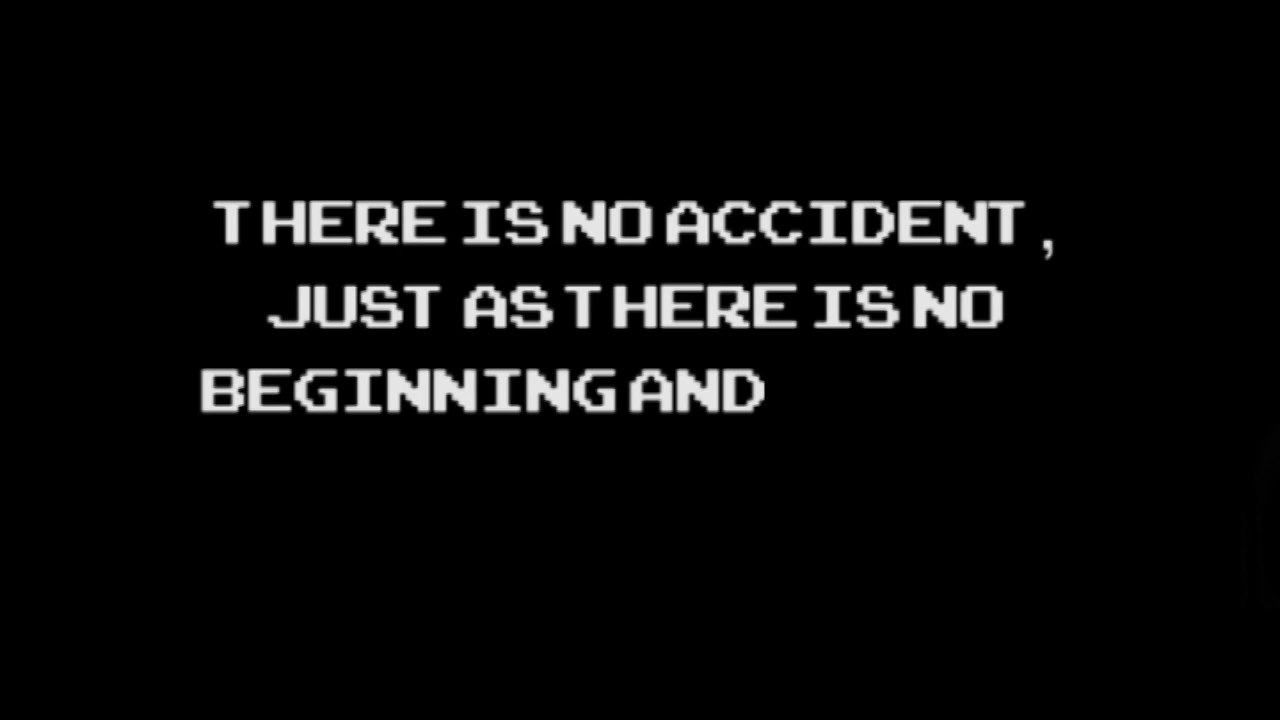 THERE IS NO ACCIDENT,
JUST AS THERE IS NO
BEGINNING AND